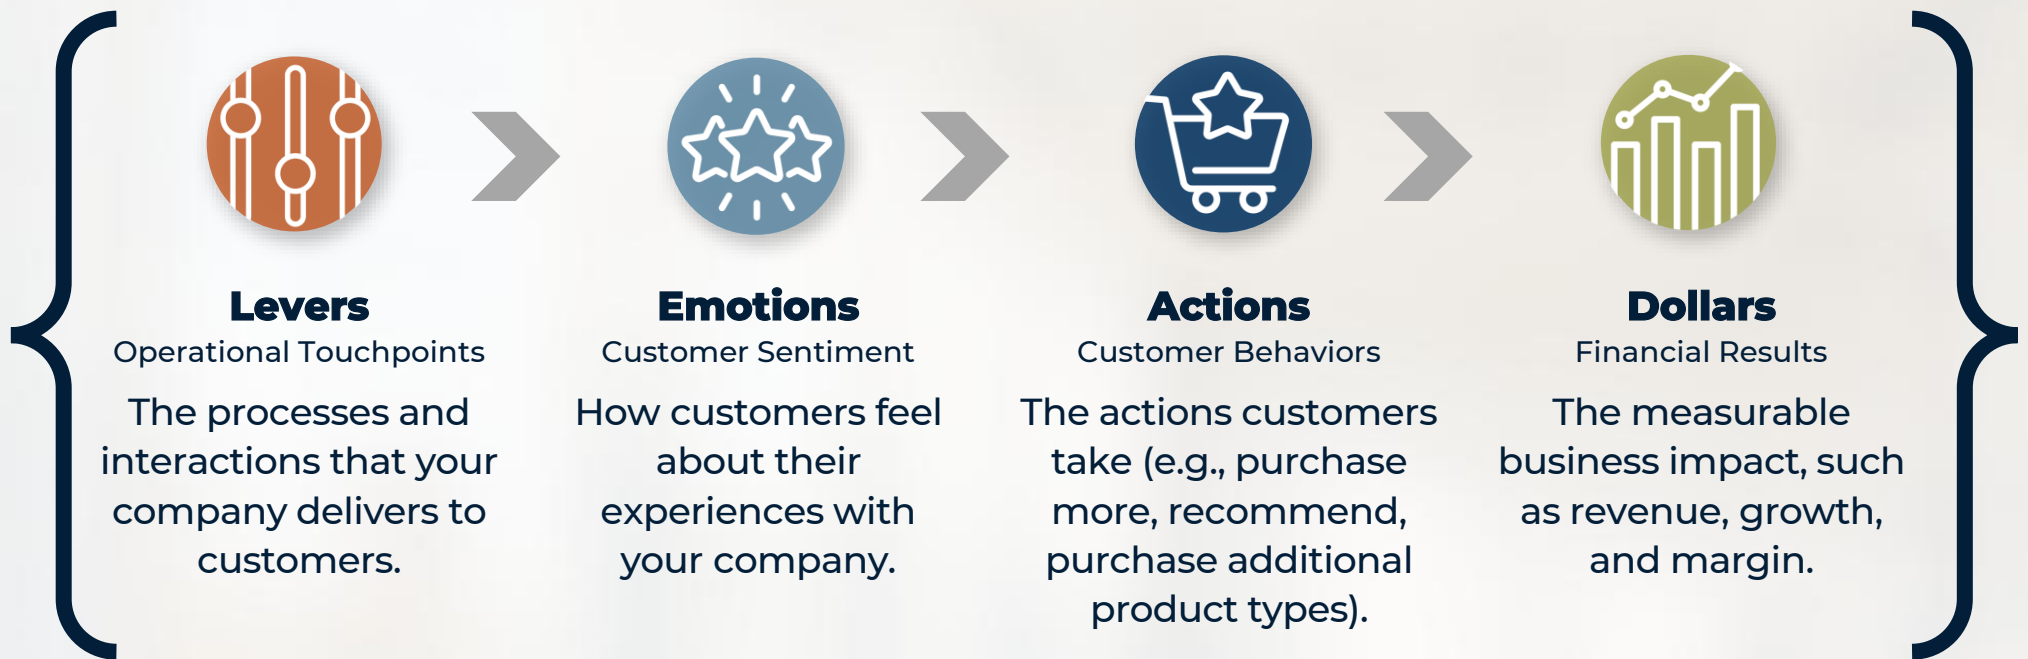 Levers
Operational Touchpoints
The processes and
interactions that your
company delivers to
customers.
Emotions
Customer Sentiment
How customers feel
about their
experiences with
your company.
Actions
Customer Behaviors
The actions customers
take (e.g., purchase
more, recommend,
purchase additional
product types).
Dollars
Financial Results
The measurable
business impact, such
as revenue, growth,
and margin.